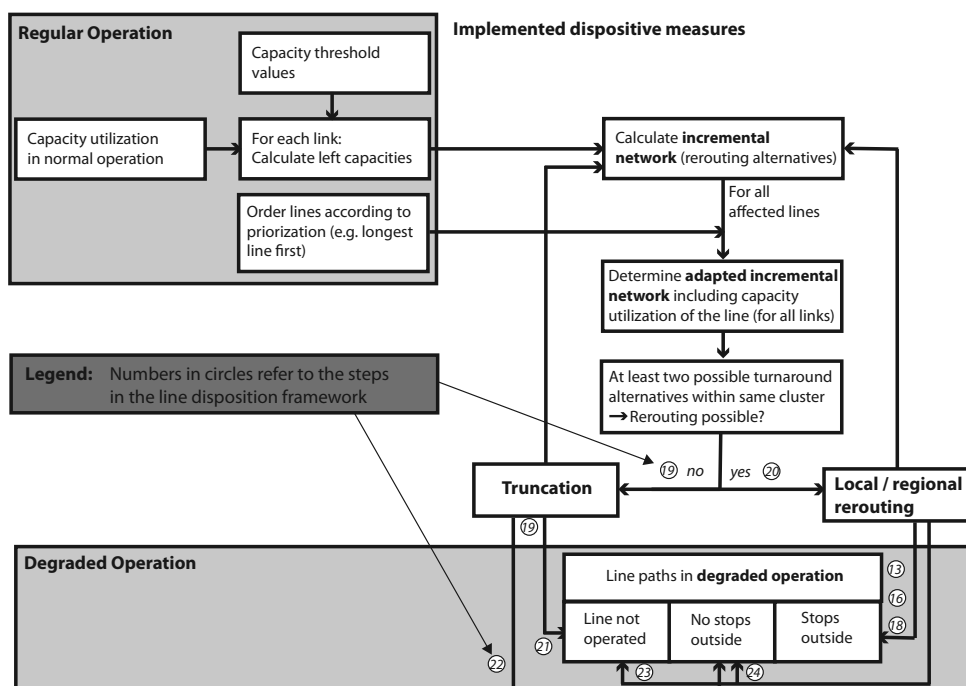 Regular Operation
Implemented dispositive measures
Capacity threshold
values
Capacity utilization
in normal operation
For each link:
Calculate left capacities
Calculate incremental
network (rerouting alternatives)
For all
affected lines
Order lines according to
priorization (e.g. longest
line first)
Determine adapted incremental
network including capacity
utilization of the line (for all links)
Legend: Numbers in circles refer to the steps
in the line disposition framework
At least two possible turnaround
alternatives within same cluster
→ Rerouting possible?
19 no yes 20
Truncation
Local / regional
rerouting
19
Degraded Operation
Line paths in degraded operation
13
16
Line not
operated
No stops
outside
Stops
outside
18
21
22
23
24